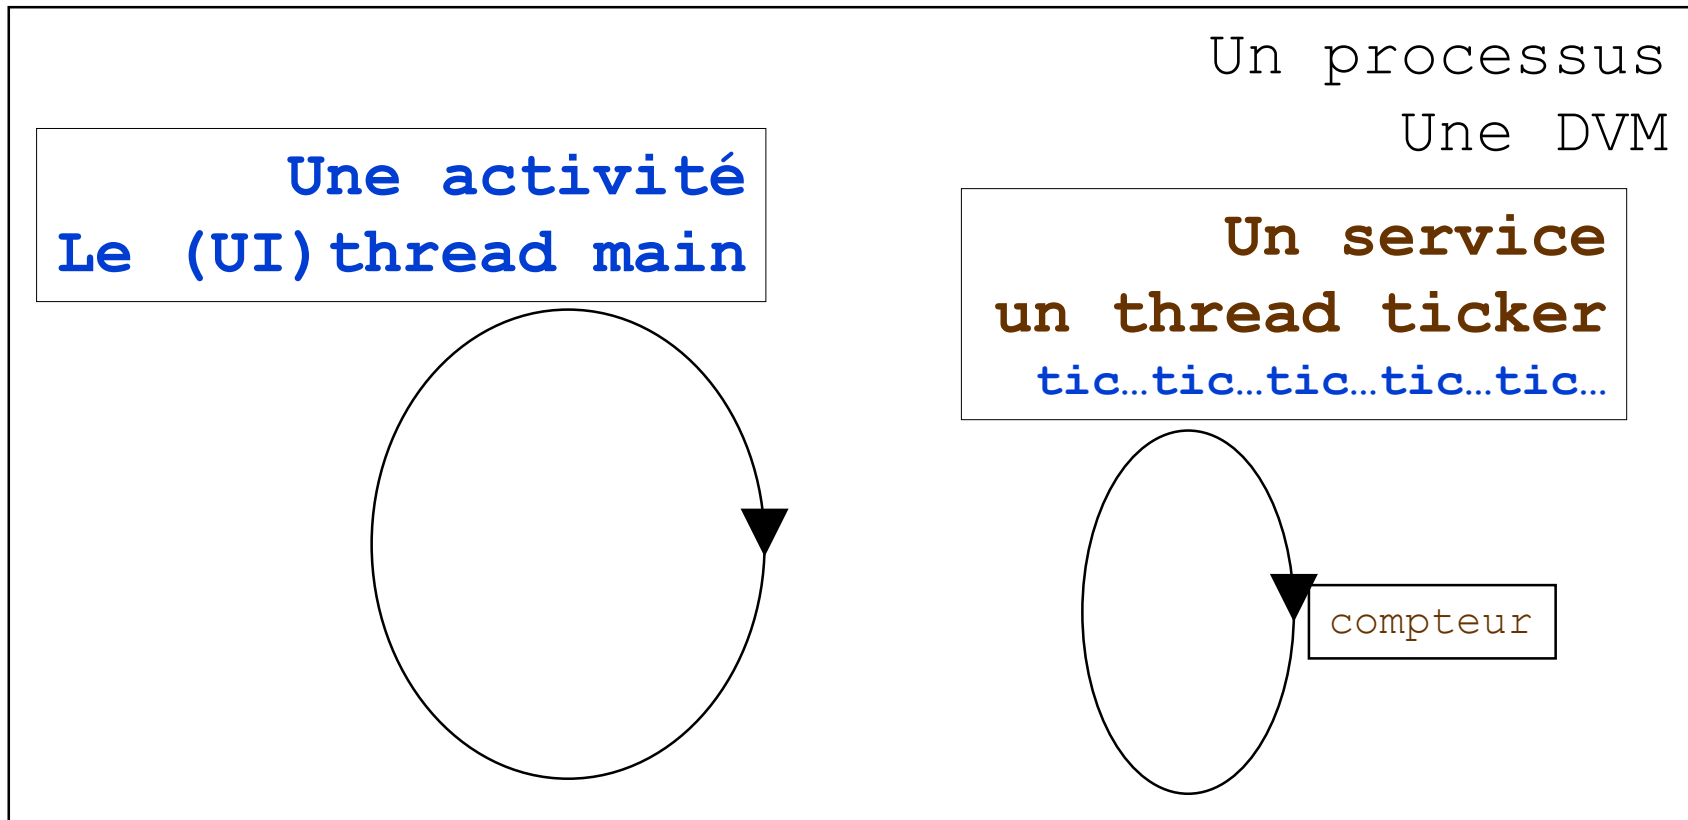 Un processus
Une DVM
Une activité
Le (UI)thread main
Un service
un thread ticker
tic…tic…tic…tic…tic…
compteur